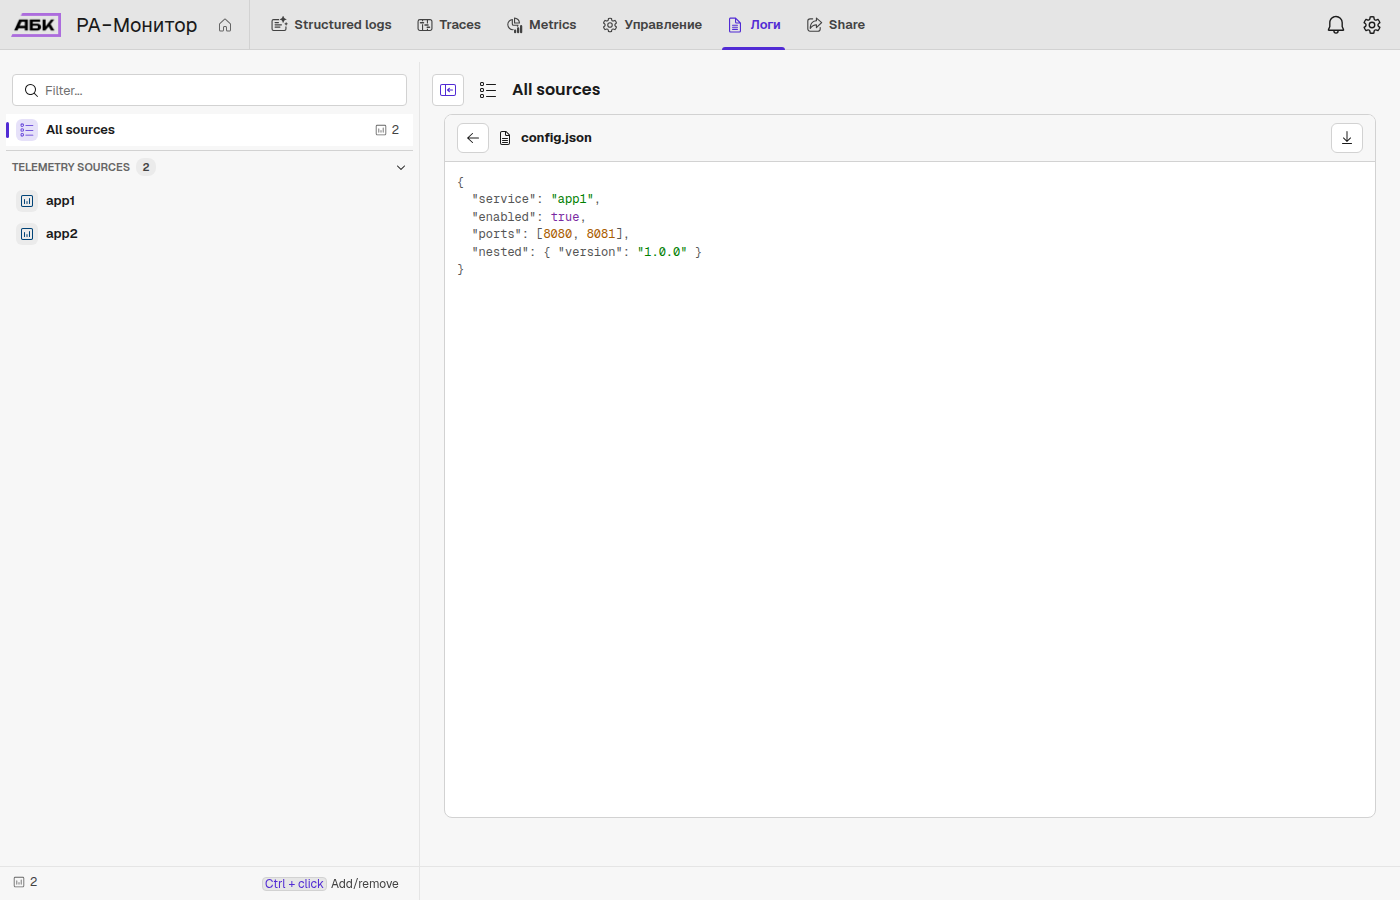 АБК
РА-Монитор
Structured logs
Traces
Metrics
Управление
Логи
Share
Filter...
All sources
2
TELEMETRY SOURCES 2
app1
app2
All sources
config.json
{
"service": "app1",
"enabled": true,
"ports": [8080, 8081],
"nested": { "version": "1.0.0" }
}
2
Ctrl + click Add/remove